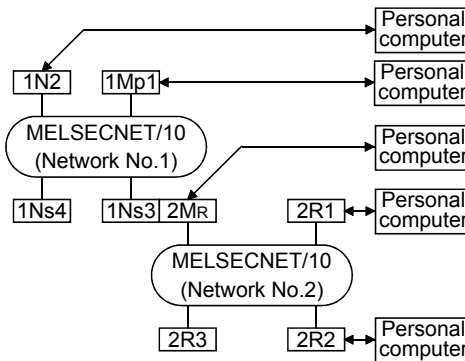 Personal
computer
1N2
1Mp1
Personal
computer
MELSECNET/10
(Network No.1)
Personal
computer
1Ns4
1Ns3
2MR
2R1
Personal
computer
MELSECNET/10
(Network No.2)
2R3
2R2
Personal
computer